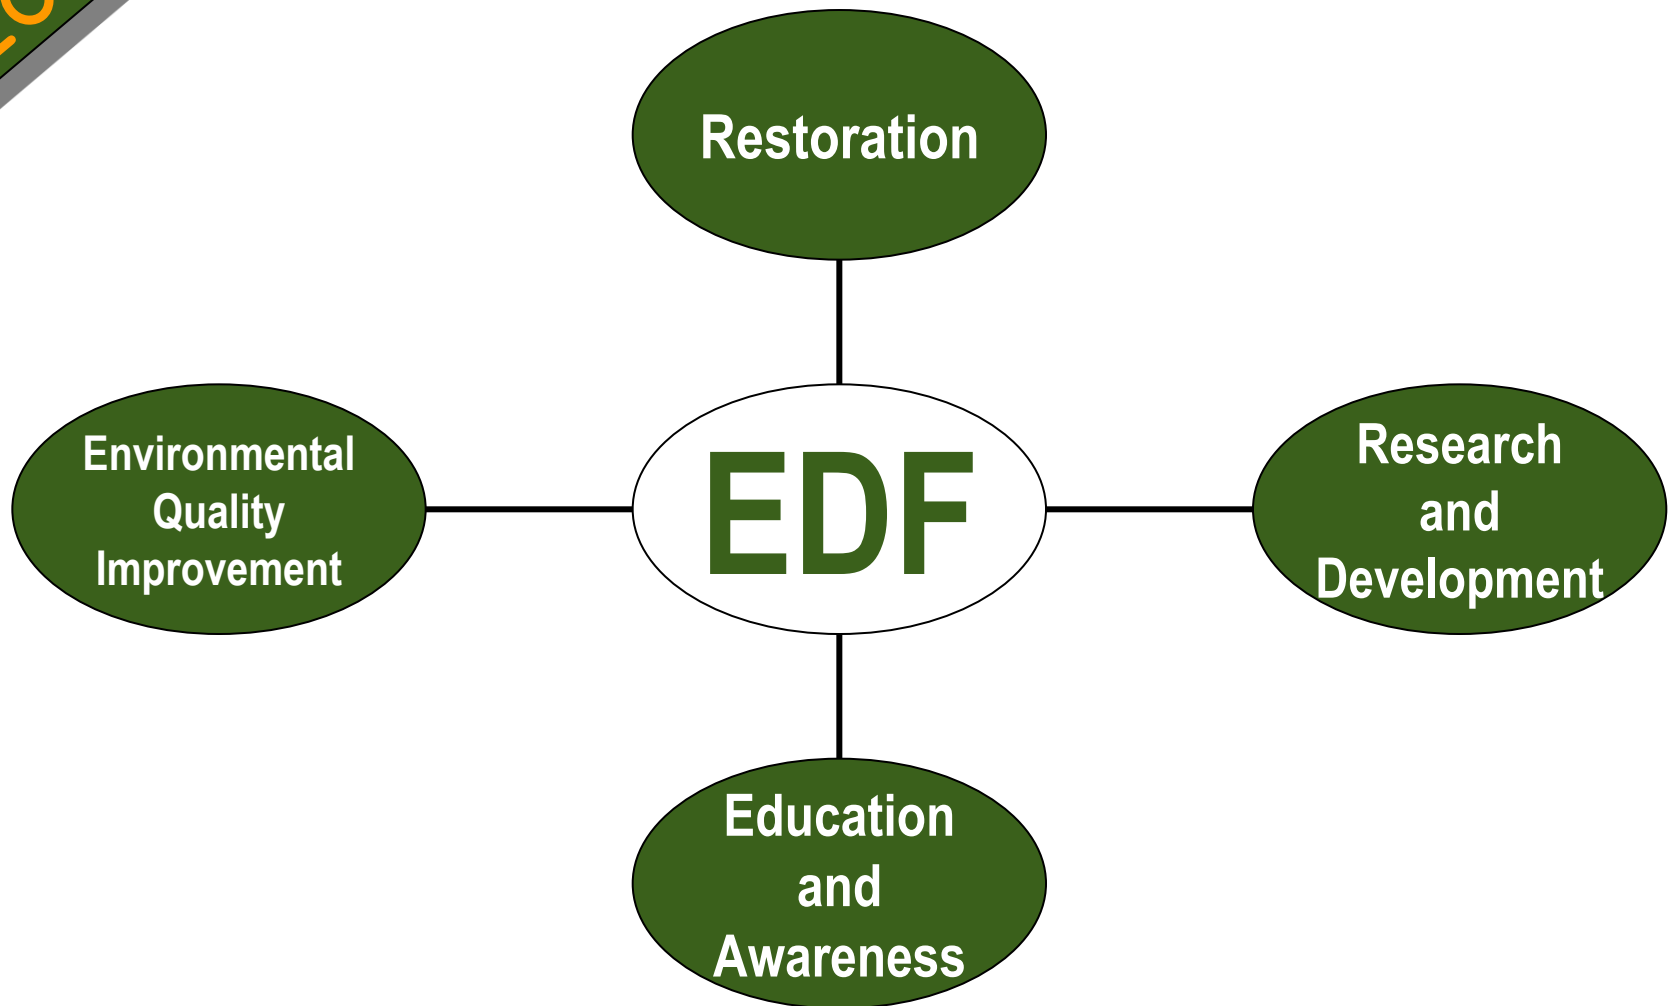 Restoration
Environmental
Quality
Improvement
EDF
Research
and
Development
Education
and
Awareness